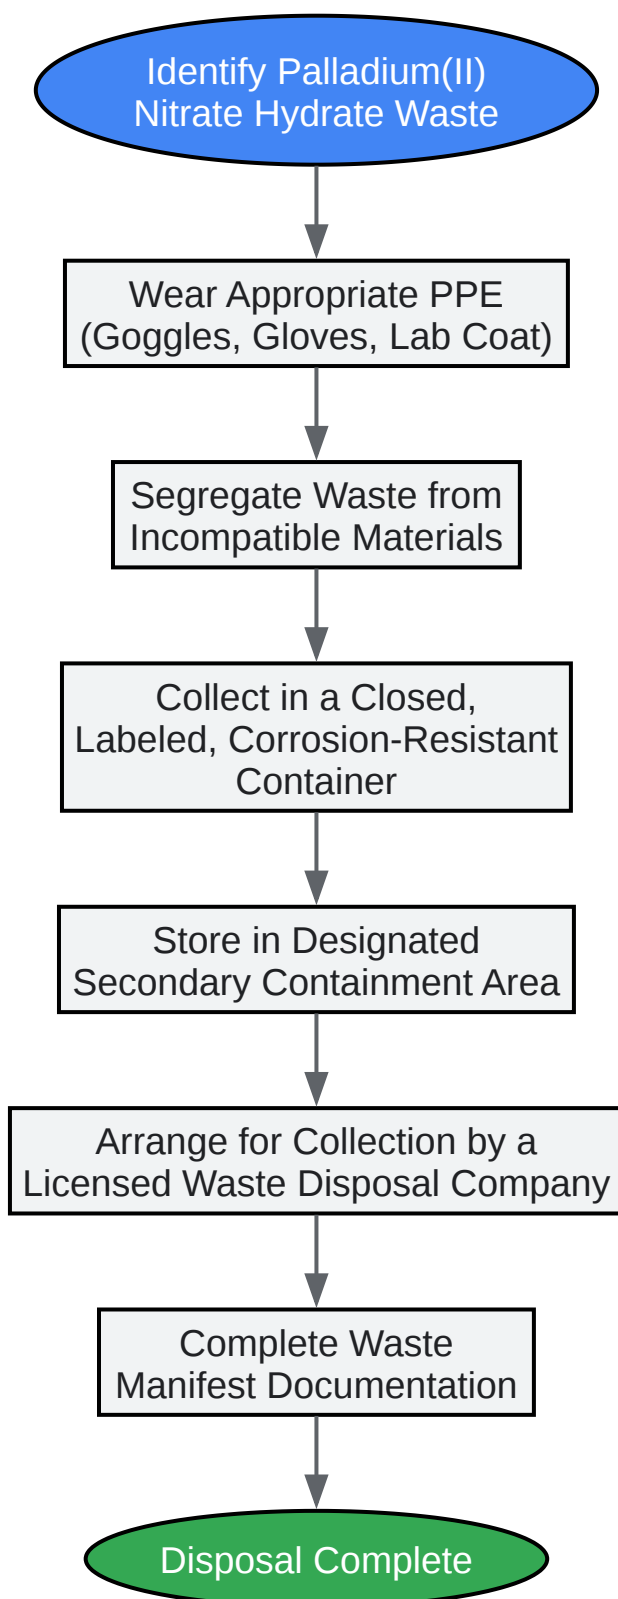 Identify Palladium(II)
Nitrate Hydrate Waste
Wear Appropriate PPE
(Goggles, Gloves, Lab Coat)
Segregate Waste from
Incompatible Materials
Collect in a Closed,
Labeled, Corrosion-Resistant
Container
Store in Designated
Secondary Containment Area
Arrange for Collection by a
Licensed Waste Disposal Company
Complete Waste
Manifest Documentation
Disposal Complete